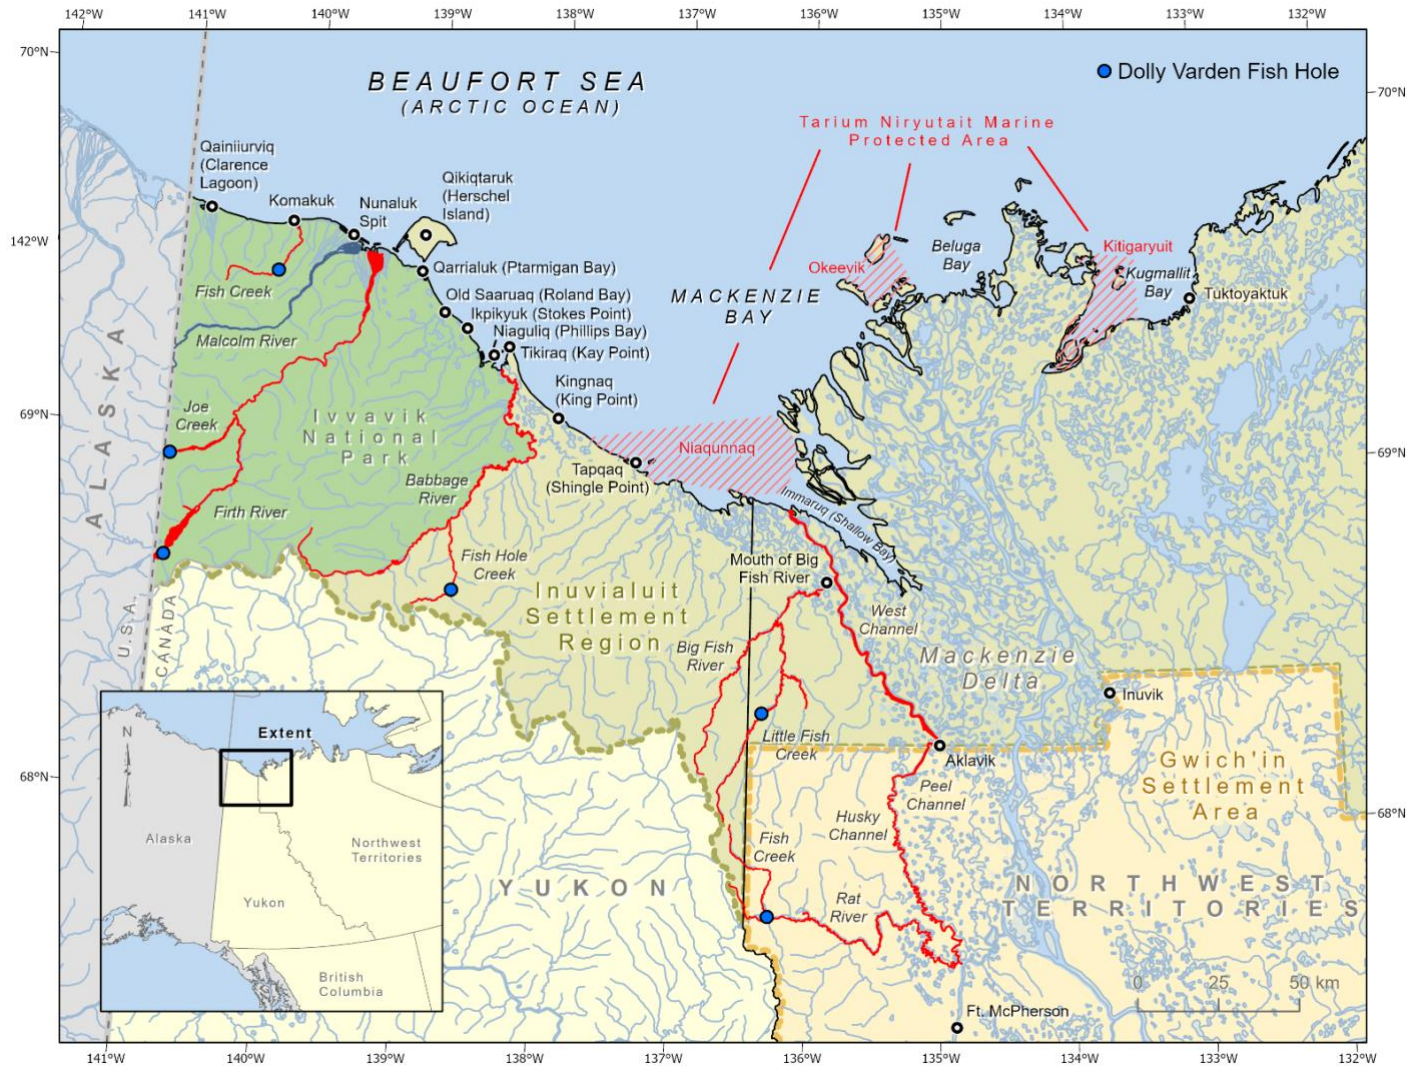 142°W
141°W
140°W
139°W
138°W
137°W
136°W
135°W
134°W
133°W
132°W
70°N
70°N
BEAUFORT SEA
(ARCTIC OCEAN)
Dolly Varden Fish Hole
Tarium Niryutait Marine
Protected Area
Qainiiurviq
(Clarence
Lagoon)
Komakuk
Nunaluk
Spit
Qikiqtaruk
(Herschel
Island)
142°W
Okeevik
Beluga
Bay
Kitigaryuit
Kugmallit
Bay
Tuktoyaktuk
Qarrialuk (Ptarmigan Bay)
Fish Creek
Old Saaruaq (Roland Bay)
Ikpikyuk (Stokes Point)
Niaguliq (Phillips Bay)
Tikiraq (Kay Point)
MACKENZIE
BAY
Malcolm River
Kingnaq
(King Point)
Joe
Creek
Ivvavik
National
Park
69°N
69°N
Niaqunnaq
Tapqaq
(Shingle Point)
Babbage
River
Firth River
Immaruq (Shallow Bay)
Fish Hole
Creek
Mouth of Big
Fish River
ALASKA
U.S.A.
CANADA
Inuvialuit
Settlement
Region
West
Channel
Big Fish
River
Mackenzie
Delta
Inuvik
Little Fish
Creek
Aklavik
Gwich'in
Settlement
Area
68°N
68°N
Peel
Channel
Husky
Channel
Fish
Creek
Rat
River
YUKON
NORTHWEST
TERRITORIES
Ft. McPherson
0 25 50 km
Extent
N
Alaska
Northwest
Territories
Yukon
British
Columbia
141°W
140°W
139°W
138°W
137°W
136°W
135°W
134°W
133°W
132°W